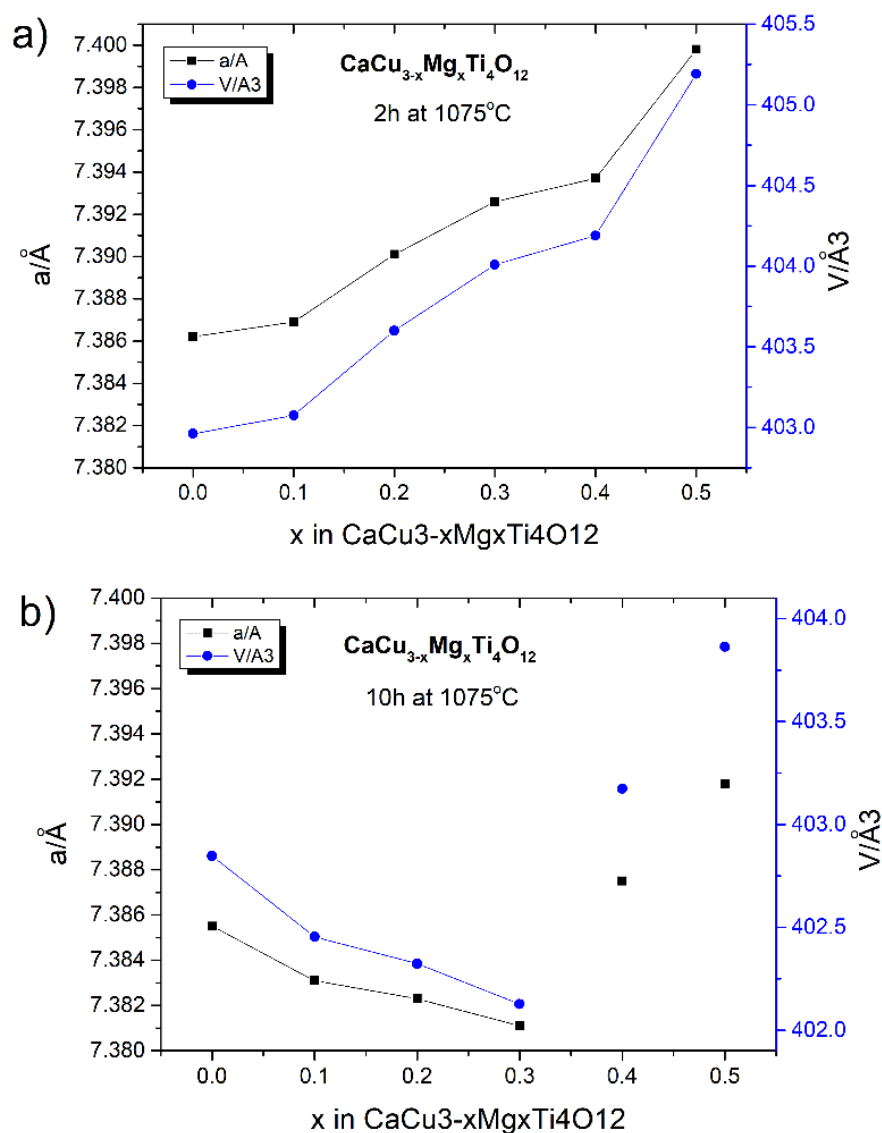 a)
a/A
V/A3
CaCu3-xMgxTi4O12
2h at 1075°C
7.400
7.398
7.396
7.394
7.392
7.390
7.388
7.386
7.384
7.382
7.380
a/Å
405.5
405.0
404.5
404.0
403.5
403.0
V/Å3
0.0 0.1 0.2 0.3 0.4 0.5
x in CaCu3-xMgxTi4O12
b)
a/A
V/A3
CaCu3-xMgxTi4O12
10h at 1075°C
7.400
7.398
7.396
7.394
7.392
7.390
7.388
7.386
7.384
7.382
7.380
a/Å
404.0
403.5
403.0
402.5
402.0
V/Å3
0.0 0.1 0.2 0.3 0.4 0.5
x in CaCu3-xMgxTi4O12